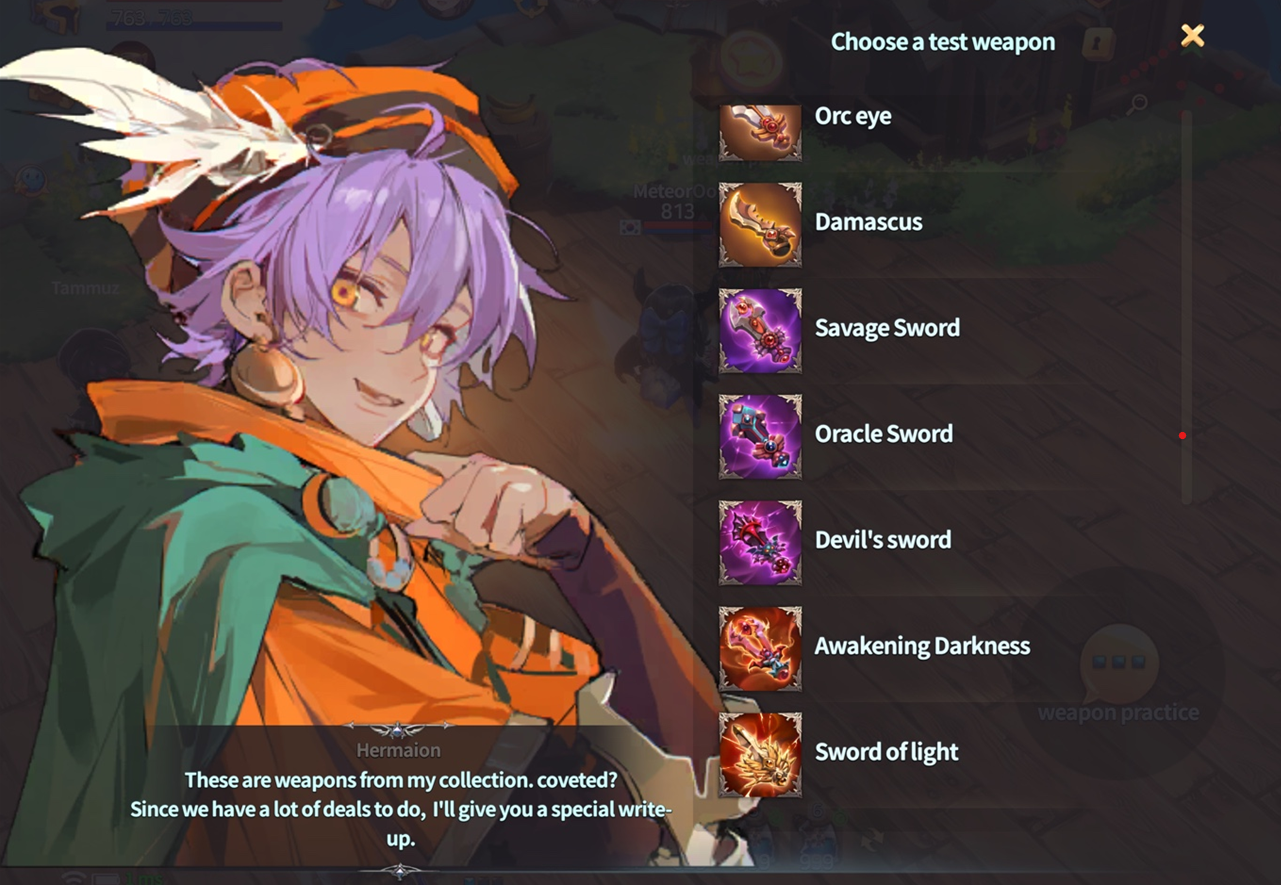 763 763
Choose a test weapon
Orc eye
MeteorOo
813
Damascus
Tammuz
Savage Sword
Oracle Sword
Devil's sword
Awakening Darkness
weapon practice
Sword of light
Hermaion
These are weapons from my collection. coveted?
Since we have a lot of deals to do, I'll give you a special write-
up.